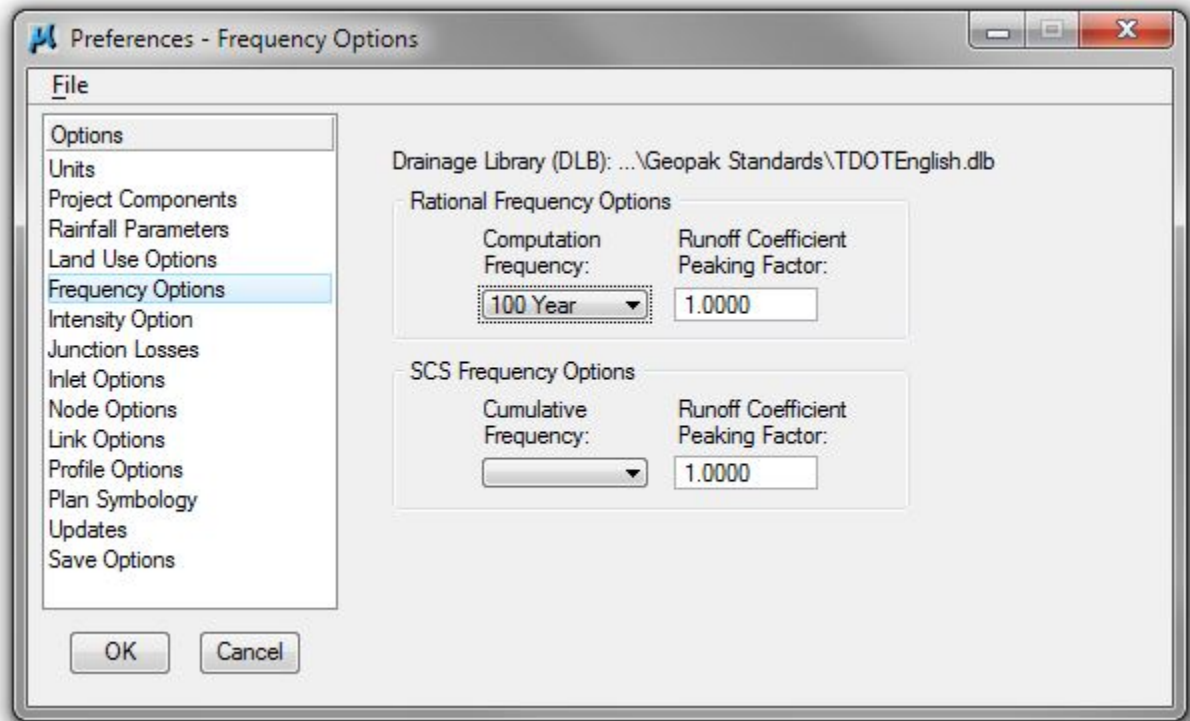 Preferences - Frequency Options
File
Options
Units
Project Components
Rainfall Parameters
Land Use Options
Frequency Options
Intensity Option
Junction Losses
Inlet Options
Node Options
Link Options
Profile Options
Plan Symbology
Updates
Save Options
OK Cancel
Drainage Library (DLB): ...\Geopak Standards\TDOTEnglish.dlb
Rational Frequency Options
Computation Runoff Coefficient
Frequency: Peaking Factor:
100 Year 1.0000
SCS Frequency Options
Cumulative Runoff Coefficient
Frequency: Peaking Factor:
1.0000